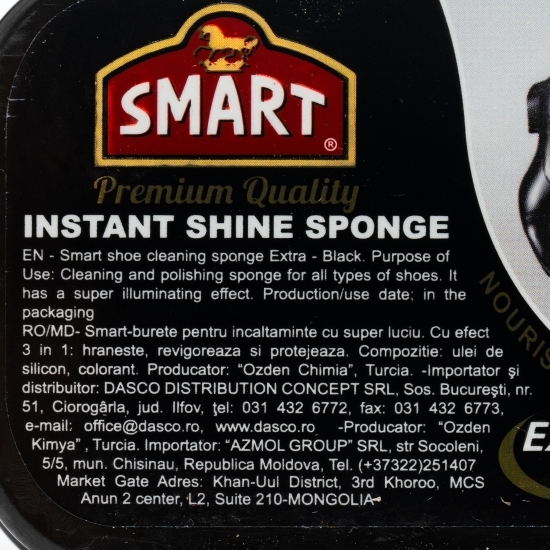 SMART
®
Premium Quality
INSTANT SHINE SPONGE
EN - Smart shoe cleaning sponge Extra - Black. Purpose of
Use: Cleaning and polishing sponge for all types of shoes. It
has a super illuminating effect. Production/use date; in the
packaging
RO/MD- Smart-burete pentru incaltaminte cu super luciu. Cu efect
3 in 1: hraneste, revigoreaza si protejeaza. Compozitie: ulei de
silicon, colorant. Producator: "Ozden Chimia", Turcia. -Importator şi
distribuitor: DASCO DISTRIBUTION CONCEPT SRL, Sos. Bucureşti, nr.
51, Ciorogârla, jud. Ilfov, ţel: 031 432 6772, fax: 031 432 6773,
e-mail: office@dasco.ro, www.dasco.ro -Producator: "Ozden
Kimya" , Turcia. Importator: "AZMOL GROUP" SRL, str Socoleni,
5/5, mun. Chisinau, Republica Moldova, Tel. (+37322)251407
Market Gate Adres: Khan-Uul District, 3rd Khoroo, MCS
Anun 2 center, L2, Suite 210-MONGOLIA
NOURIS